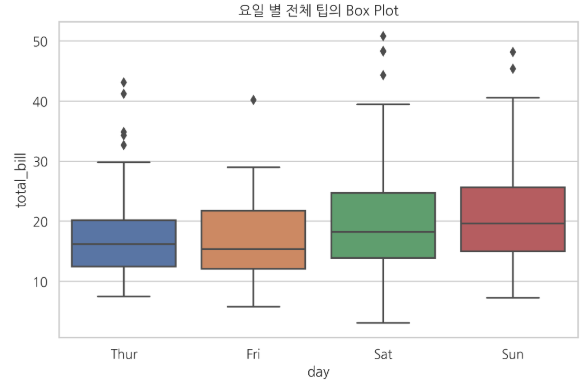 요일 별 전체 팁의 Box Plot
50
40
30
20
10
total_bill
Thur Fri Sat Sun
day